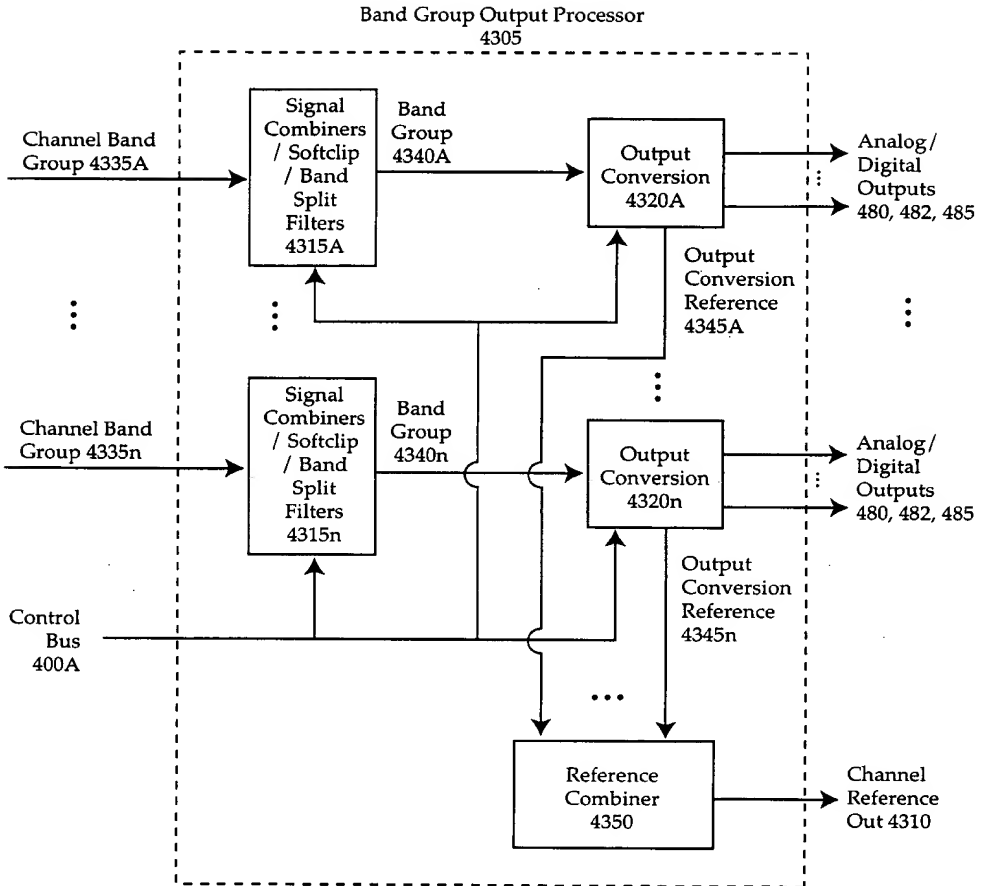 Band Group Output Processor
4305
Channel Band
Group 4335A
Signal
Combiners
/ Softclip
/ Band
Split
Filters
4315A
Band
Group
4340A
Output
Conversion
4320A
Analog/
Digital
Outputs
480, 482, 485
Output
Conversion
Reference
4345A
Channel Band
Group 4335n
Signal
Combiners
/ Softclip
/ Band
Split
Filters
4315n
Band
Group
4340n
Output
Conversion
4320n
Analog/
Digital
Outputs
480, 482, 485
Output
Conversion
Reference
4345n
Control
Bus
400A
Reference
Combiner
4350
Channel
Reference
Out 4310